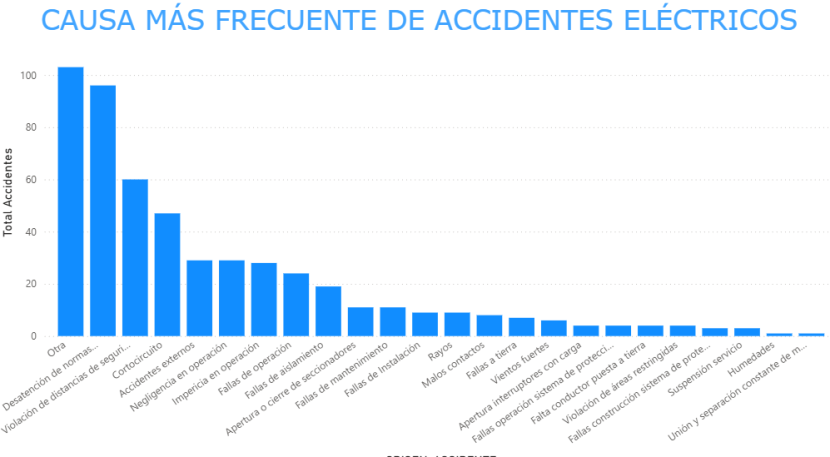 CAUSA MÁS FRECUENTE DE ACCIDENTES ELÉCTRICOS
Total Accidentes
100
80
60
40
20
0
Otra
Desatención de normas...
Violación de distancias de seguri...
Cortocircuito
Accidentes externos
Negligencia en operación
Impericia en operación
Fallas de operación
Fallas de aislamiento
Apertura o cierre de seccionadores
Fallas de mantenimiento
Fallas de Instalación
Rayos
Malos contactos
Fallas a tierra
Vientos fuertes
Apertura interruptores con carga
Fallas operación sistema de protecci...
Falta conductor puesta a tierra
Violación de áreas restringidas
Fallas construcción sistema de prote...
Suspensión servicio
Humedades
Unión y separación constante de m...